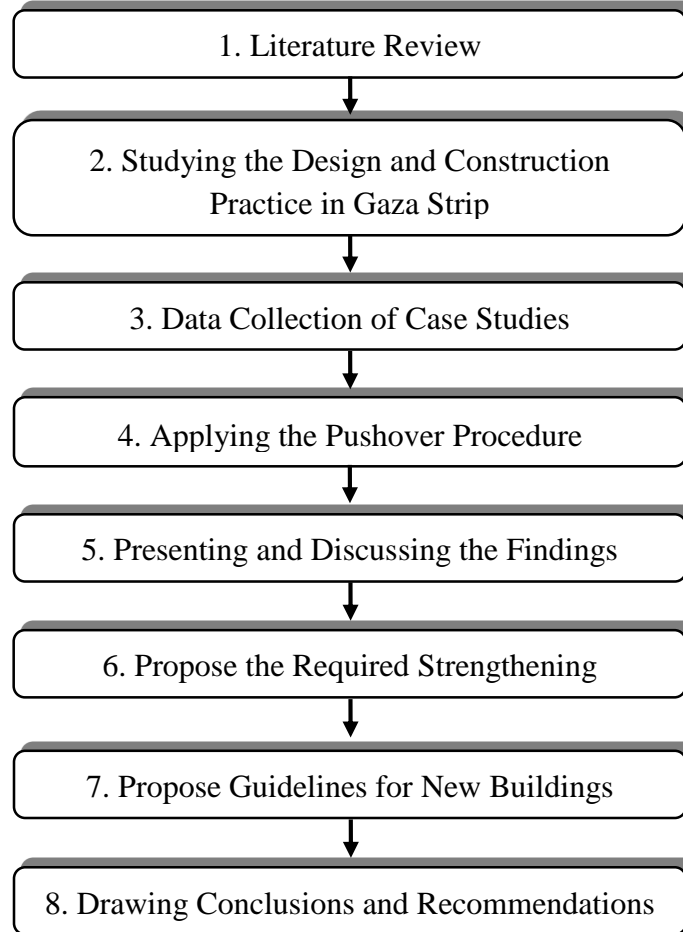 1. Literature Review
2. Studying the Design and Construction
Practice in Gaza Strip
3. Data Collection of Case Studies
4. Applying the Pushover Procedure
5. Presenting and Discussing the Findings
6. Propose the Required Strengthening
7. Propose Guidelines for New Buildings
8. Drawing Conclusions and Recommendations